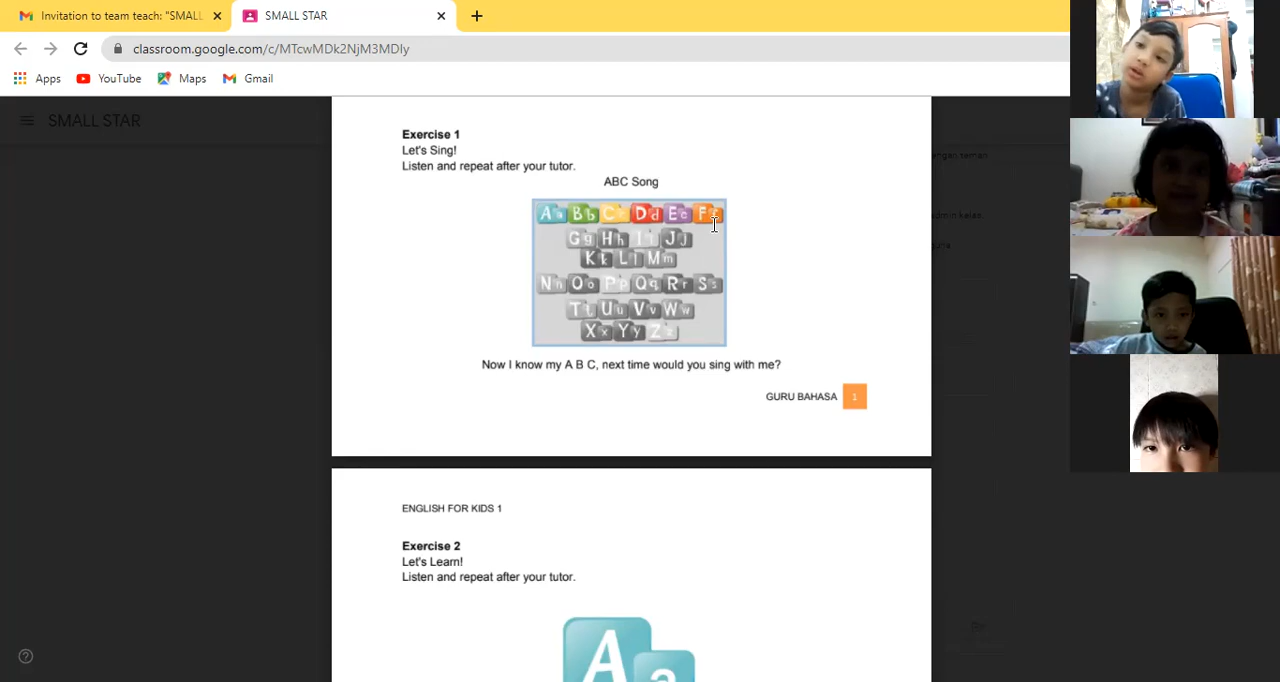 Invitation to team teach: "SMALL
SMALL STAR
classroom.google.com/c/MTcwMDk2NjM3MDIy
Apps
YouTube
Maps
Gmail
SMALL STAR
Exercise 1
Let's Sing!
Listen and repeat after your tutor.
ABC Song
Aa Bb Cc Dd Ee Ff
Gg Hh Ii Jj
Kk Ll Mm
Nn Oo Pp Qq Rr Ss
Tt Uu Vv Ww
Xx Yy Zz
Now I know my A B C, next time would you sing with me?
GURU BAHASA 1
ENGLISH FOR KIDS 1
Exercise 2
Let's Learn!
Listen and repeat after your tutor.
A a